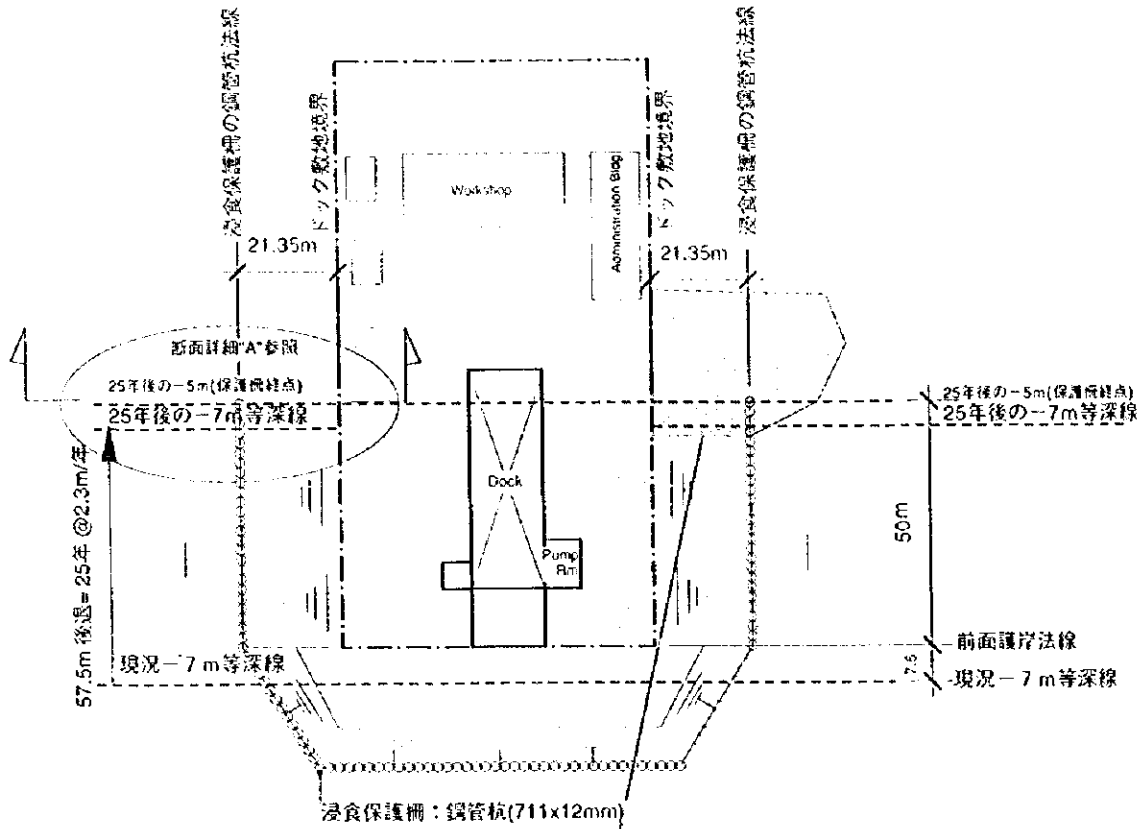 浸食保護柵の鋼管杭法線
ドック敷地境界
ドック敷地境界
浸食保護柵の鋼管杭法線
Workshop
Administration Bldg
21.35m
21.35m
断面詳細"A"参照
25年後の−5m(保護柵終点)
25年後の−7m等深線
25年後の−5m(保護柵終点)
25年後の−7m等深線
Dock
Pump
Rm
50m
57.5m 後退= 25年 @2.3m/年
現況−7m等深線
前面護岸法線
7.5
現況−7m等深線
浸食保護柵：鋼管杭(711x12mm)